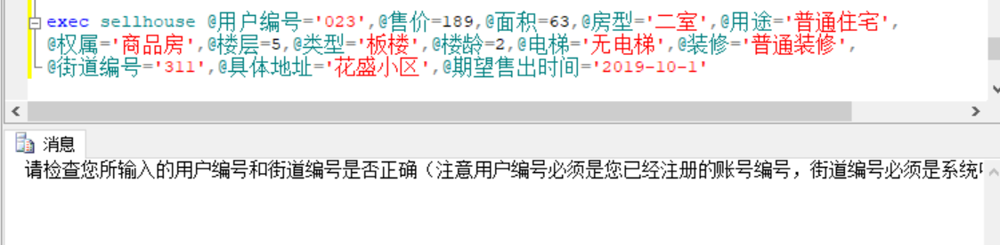 exec sellhouse @用户编号='023',@售价=189,@面积=63,@房型='二室',@用途='普通住宅',
@权属='商品房',@楼层=5,@类型='板楼',@楼龄=2,@电梯='无电梯',@装修='普通装修',
@街道编号='311',@具体地址='花盛小区',@期望售出时间='2019-10-1'
消息
请检查您所输入的用户编号和街道编号是否正确（注意用户编号必须是您已经注册的账号编号，街道编号必须是系统